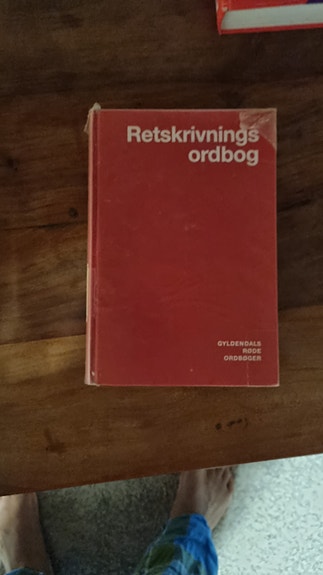 Retskrivnings
ordbog
GYLDENDALS
RØDE
ORDBØGER